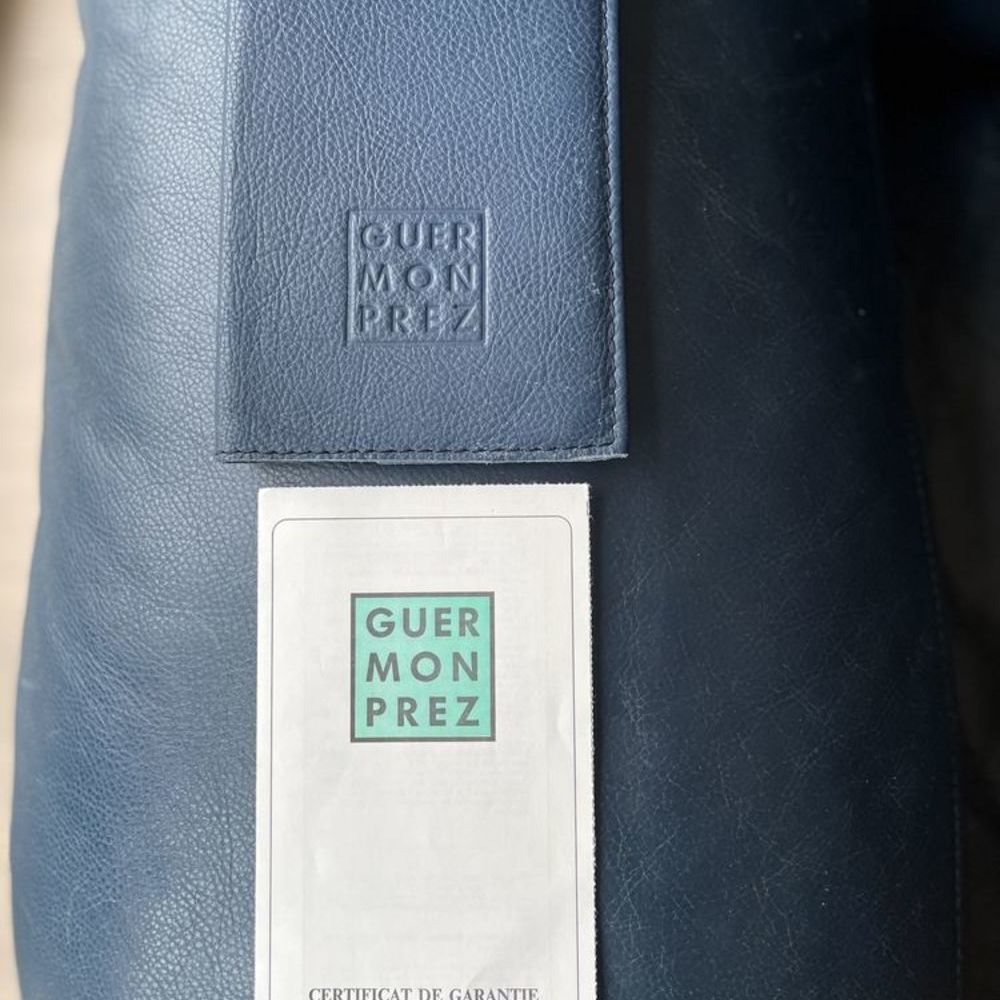 GUER
MON
PREZ
GUER
MON
PREZ
CERTIFICAT DE GARANTIE